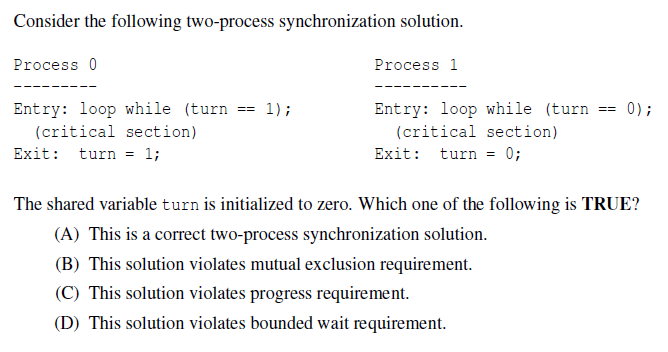 Consider the following two-process synchronization solution.
Process 0 Process 1
--------- ----------
Entry: loop while (turn == 1); Entry: loop while (turn == 0);
(critical section) (critical section)
Exit: turn = 1; Exit: turn = 0;
The shared variable turn is initialized to zero. Which one of the following is TRUE?
(A) This is a correct two-process synchronization solution.
(B) This solution violates mutual exclusion requirement.
(C) This solution violates progress requirement.
(D) This solution violates bounded wait requirement.